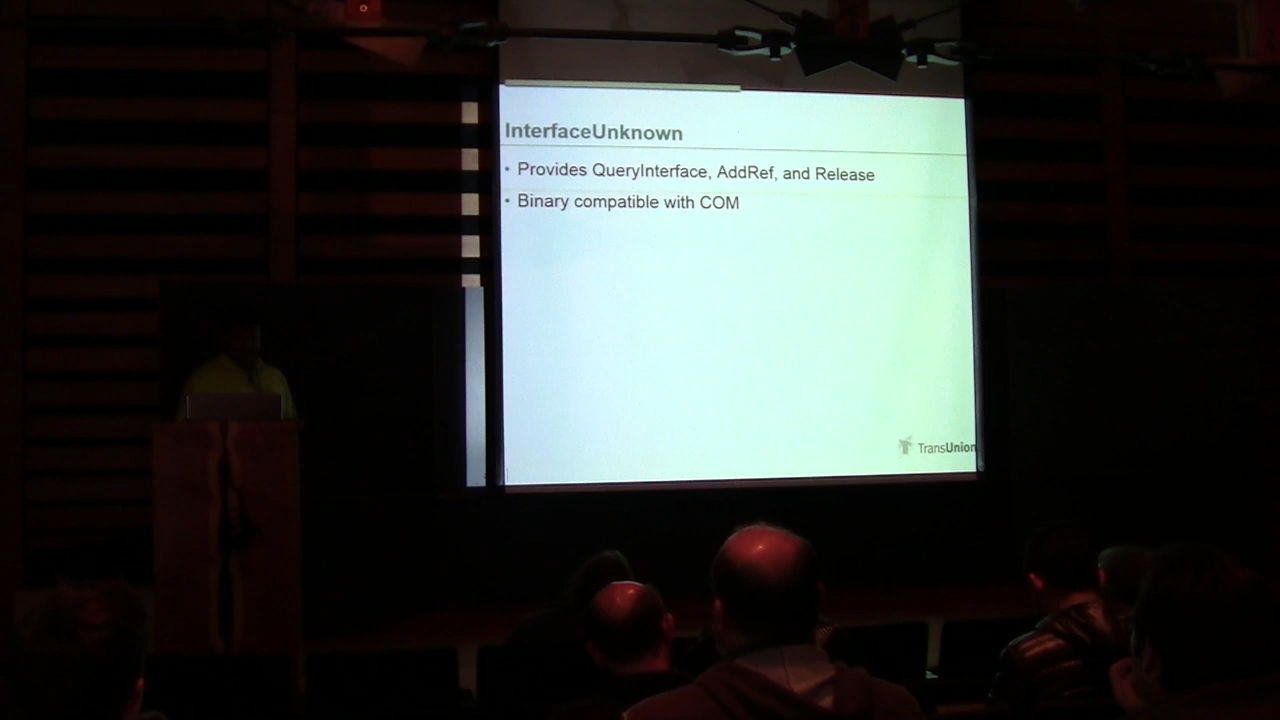 InterfaceUnknown
• Provides QueryInterface, AddRef, and Release
• Binary compatible with COM
TransUnion